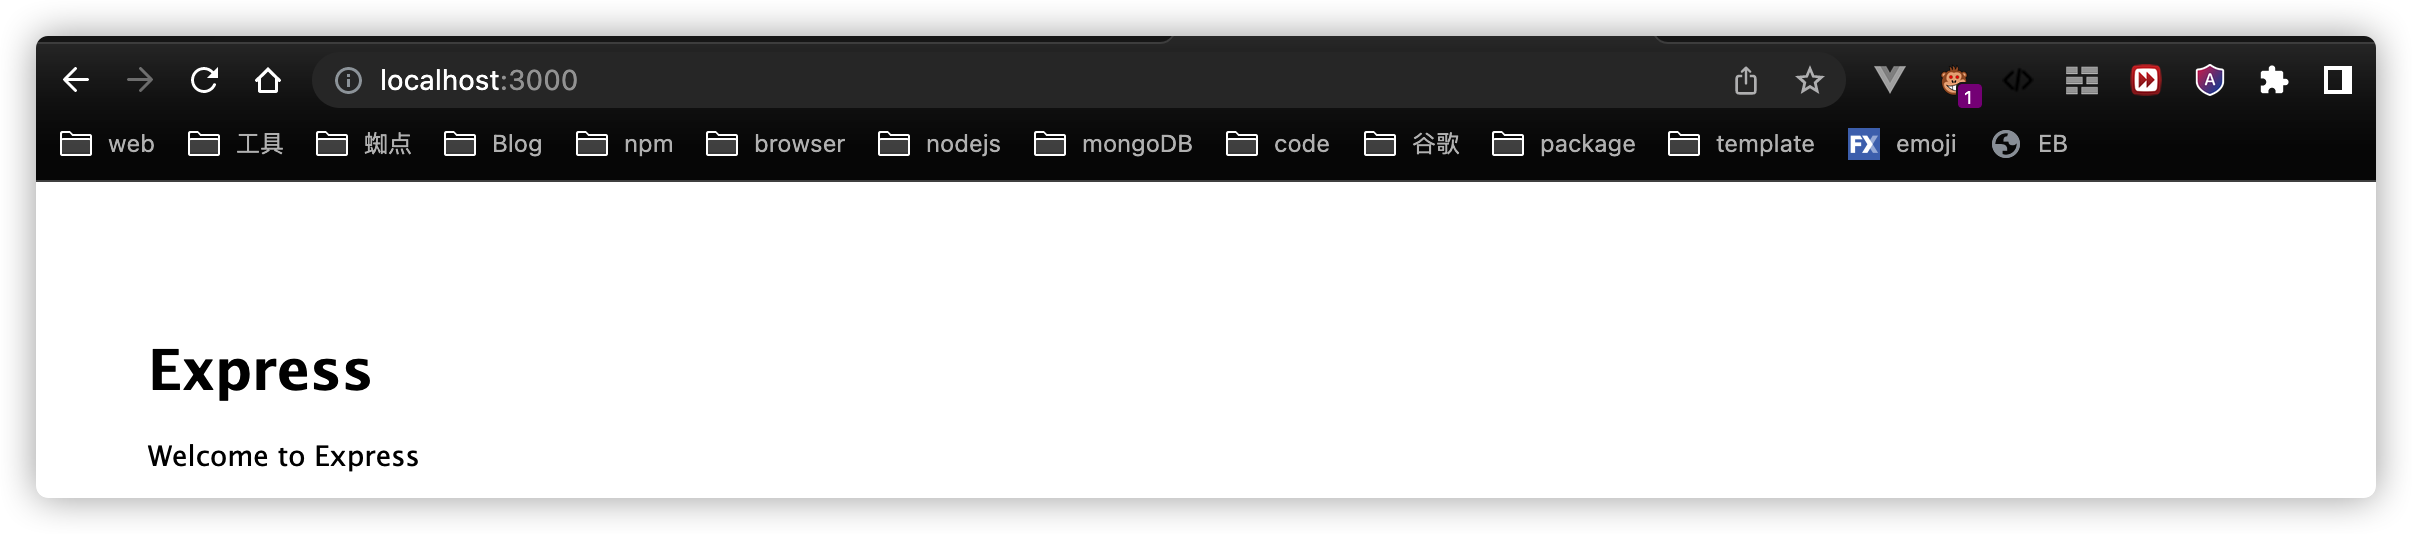 localhost:3000
1
A
web 工具 蜘点 Blog npm browser nodejs mongoDB code 谷歌 package template FX emoji EB
Express
Welcome to Express